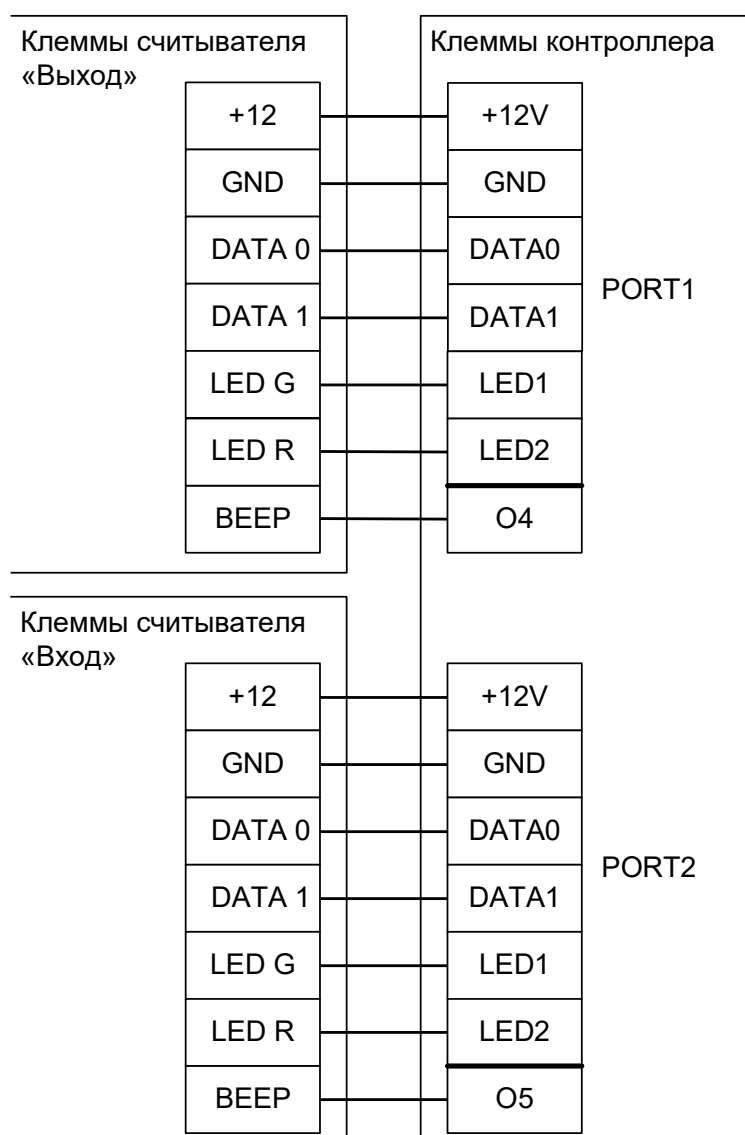 Клеммы считывателя
«Выход»
Клеммы контроллера
+12 +12V
GND GND
DATA 0 DATA0
DATA 1 DATA1
PORT1
LED G LED1
LED R LED2
BEEP O4
Клеммы считывателя
«Вход»
+12 +12V
GND GND
DATA 0 DATA0
DATA 1 DATA1
PORT2
LED G LED1
LED R LED2
BEEP O5